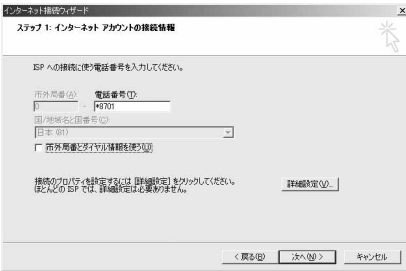 インターネット接続ウィザード
ステップ 1: インターネット アカウントの接続情報
ISP への接続に使う電話番号を入力してください。
市外局番(A): 電話番号(T):
0 - *8701
国/地域名と国番号(C):
日本 (81)
市外局番とダイヤル情報を使う(U)
接続のプロパティを設定するには [詳細設定] をクリックしてください。
ほとんどの ISP では、詳細設定は必要ありません。
詳細設定(V)...
< 戻る(B) 次へ(N) > キャンセル